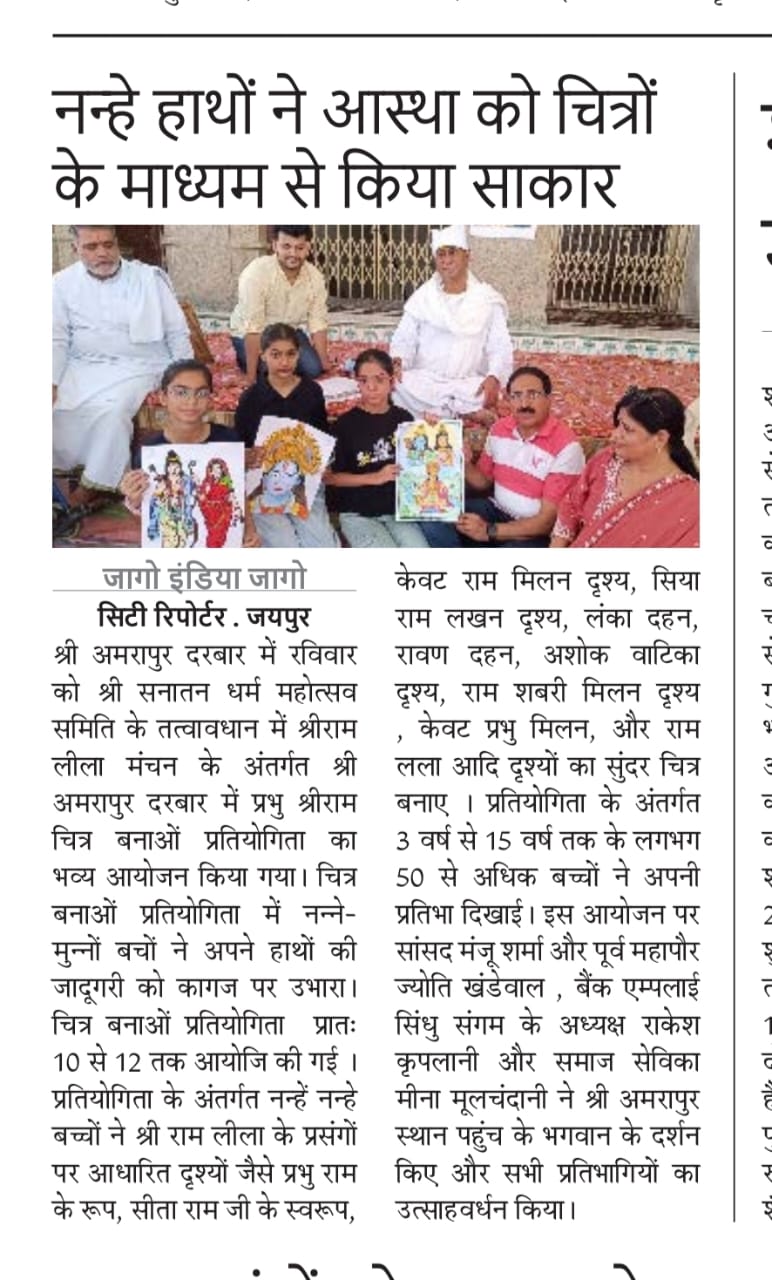 नन्हे हाथों ने आस्था को चित्रों
के माध्यम से किया साकार
जागो इंडिया जागो
सिटी रिपोर्टर . जयपुर
श्री अमरापुर दरबार में रविवार
को श्री सनातन धर्म महोत्सव
समिति के तत्वावधान में श्रीराम
लीला मंचन के अंतर्गत श्री
अमरापुर दरबार में प्रभु श्रीराम
चित्र बनाओं प्रतियोगिता का
भव्य आयोजन किया गया। चित्र
बनाओं प्रतियोगिता में नन्ने-
मुन्नों बचों ने अपने हाथों की
जादूगरी को कागज पर उभारा।
चित्र बनाओं प्रतियोगिता प्रातः
10 से 12 तक आयोजि की गई ।
प्रतियोगिता के अंतर्गत नन्हें नन्हे
बच्चों ने श्री राम लीला के प्रसंगों
पर आधारित दृश्यों जैसे प्रभु राम
के रूप, सीता राम जी के स्वरूप,
केवट राम मिलन दृश्य, सिया
राम लखन दृश्य, लंका दहन,
रावण दहन, अशोक वाटिका
दृश्य, राम शबरी मिलन दृश्य
, केवट प्रभु मिलन, और राम
लला आदि दृश्यों का सुंदर चित्र
बनाए । प्रतियोगिता के अंतर्गत
3 वर्ष से 15 वर्ष तक के लगभग
50 से अधिक बच्चों ने अपनी
प्रतिभा दिखाई। इस आयोजन पर
सांसद मंजू शर्मा और पूर्व महापौर
ज्योति खंडेवाल , बैंक एम्पलाई
सिंधु संगम के अध्यक्ष राकेश
कृपलानी और समाज सेविका
मीना मूलचंदानी ने श्री अमरापुर
स्थान पहुंच के भगवान के दर्शन
किए और सभी प्रतिभागियों का
उत्साहवर्धन किया।